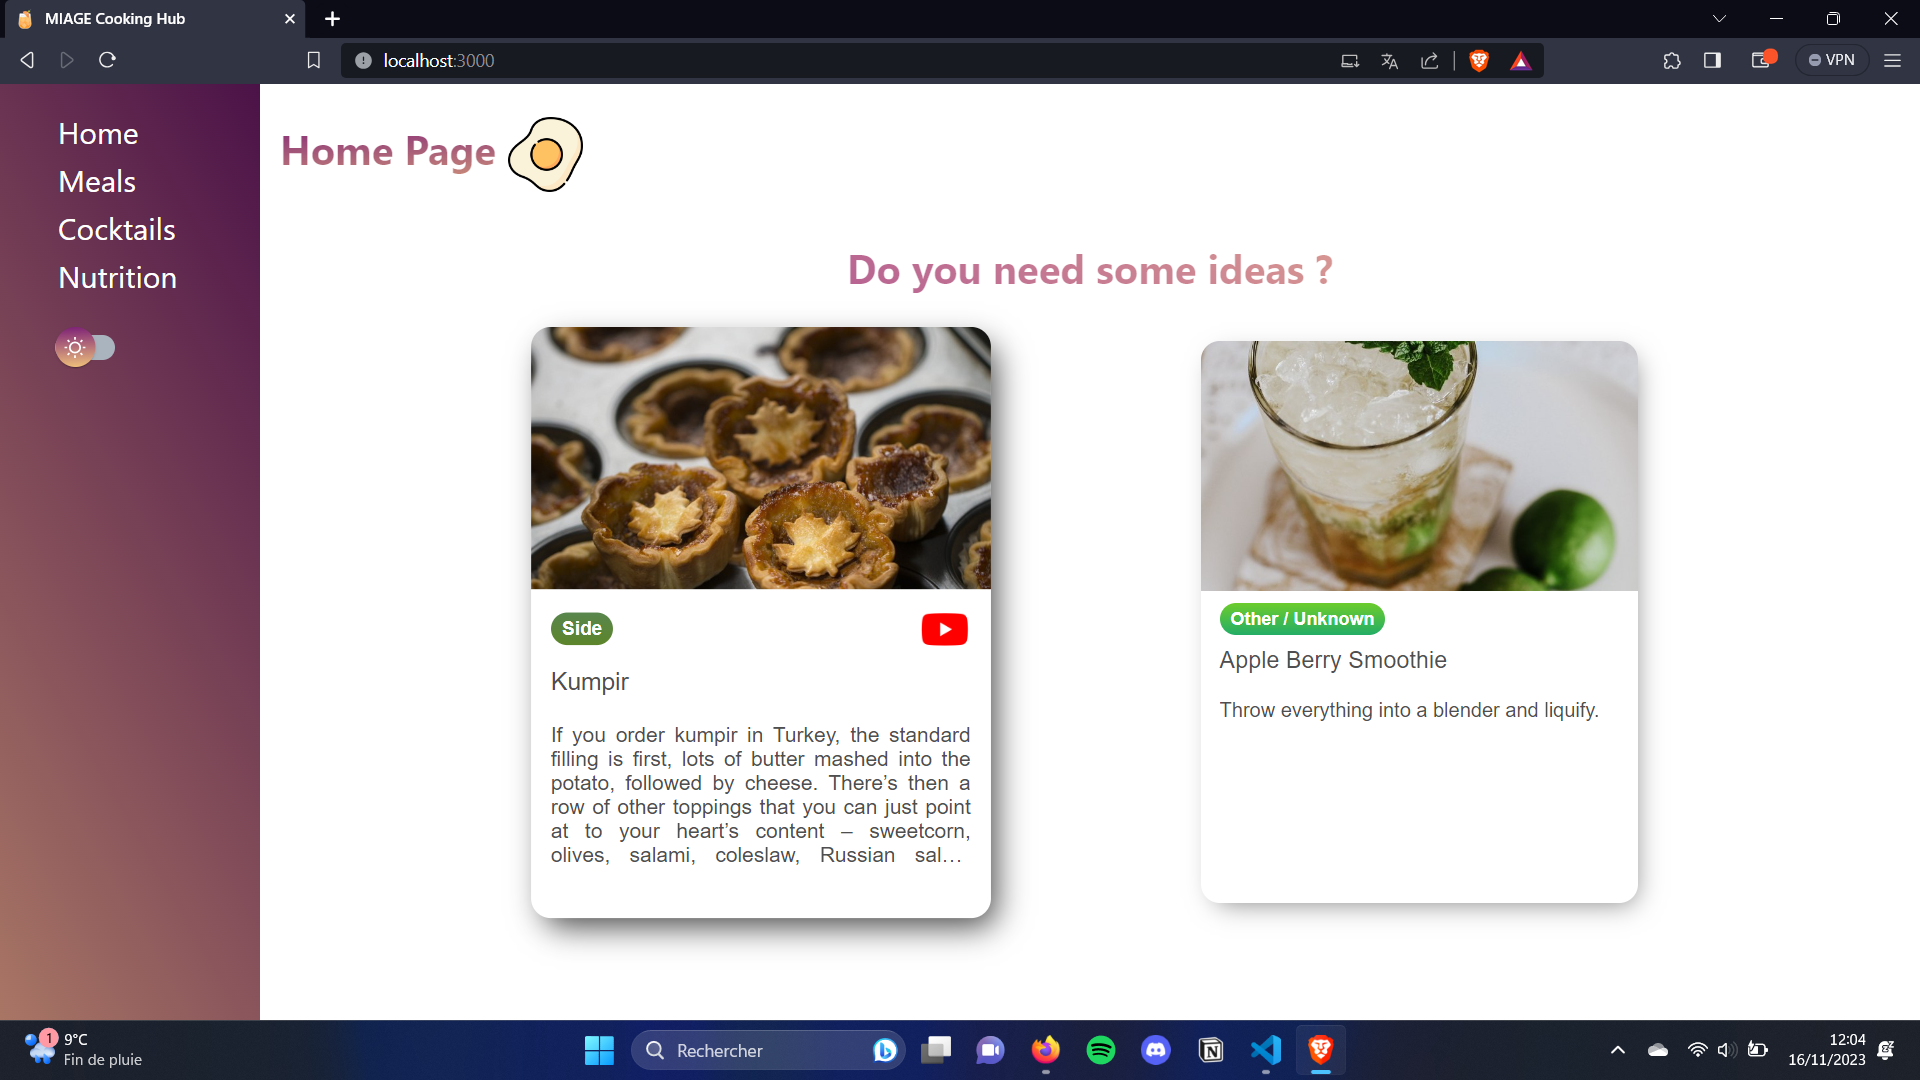 MIAGE Cooking Hub
localhost:3000
VPN
Home
Meals
Cocktails
Nutrition
Home Page
Do you need some ideas ?
Side
Kumpir
If you order kumpir in Turkey, the standard
filling is first, lots of butter mashed into the
potato, followed by cheese. There’s then a
row of other toppings that you can just point
at to your heart’s content – sweetcorn,
olives, salami, coleslaw, Russian sal…
Other / Unknown
Apple Berry Smoothie
Throw everything into a blender and liquify.
1
9°C
Fin de pluie
Rechercher
12:04
16/11/2023